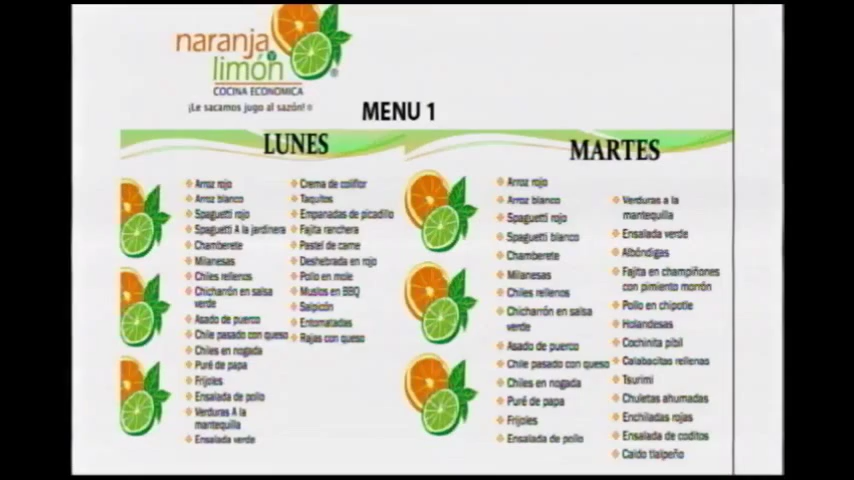 naranja
y
limón
COCINA ECONOMICA
¡Le sacamos jugo al sazón! ®
MENU 1
LUNES
Arroz rojo
Arroz blanco
Spaguetti rojo
Spaguetti A la jardinera
Chamberete
Milanesas
Chiles rellenos
Chicharrón en salsa
verde
Asado de puerco
Chile pasado con queso
Chiles en nogada
Puré de papa
Frijoles
Ensalada de pollo
Verduras A la
mantequilla
Ensalada verde
Crema de coliflor
Taquitos
Empanadas de picadillo
Fajita ranchera
Pastel de carne
Deshebrada en rojo
Pollo en mole
Muslos en BBQ
Salpicón
Entomatadas
Rajas con queso
MARTES
Arroz rojo
Arroz blanco
Spaguetti rojo
Spaguetti blanco
Chamberete
Milanesas
Chiles rellenos
Chicharrón en salsa
verde
Asado de puerco
Chile pasado con queso
Chiles en nogada
Puré de papa
Frijoles
Ensalada de pollo
Verduras a la
mantequilla
Ensalada verde
Albóndigas
Fajita en champiñones
con pimiento morrón
Pollo en chipotle
Holandesas
Cochinita pibil
Calabacitas rellenas
Tsurimi
Chuletas ahumadas
Enchiladas rojas
Ensalada de coditos
Caldo tlalpeño